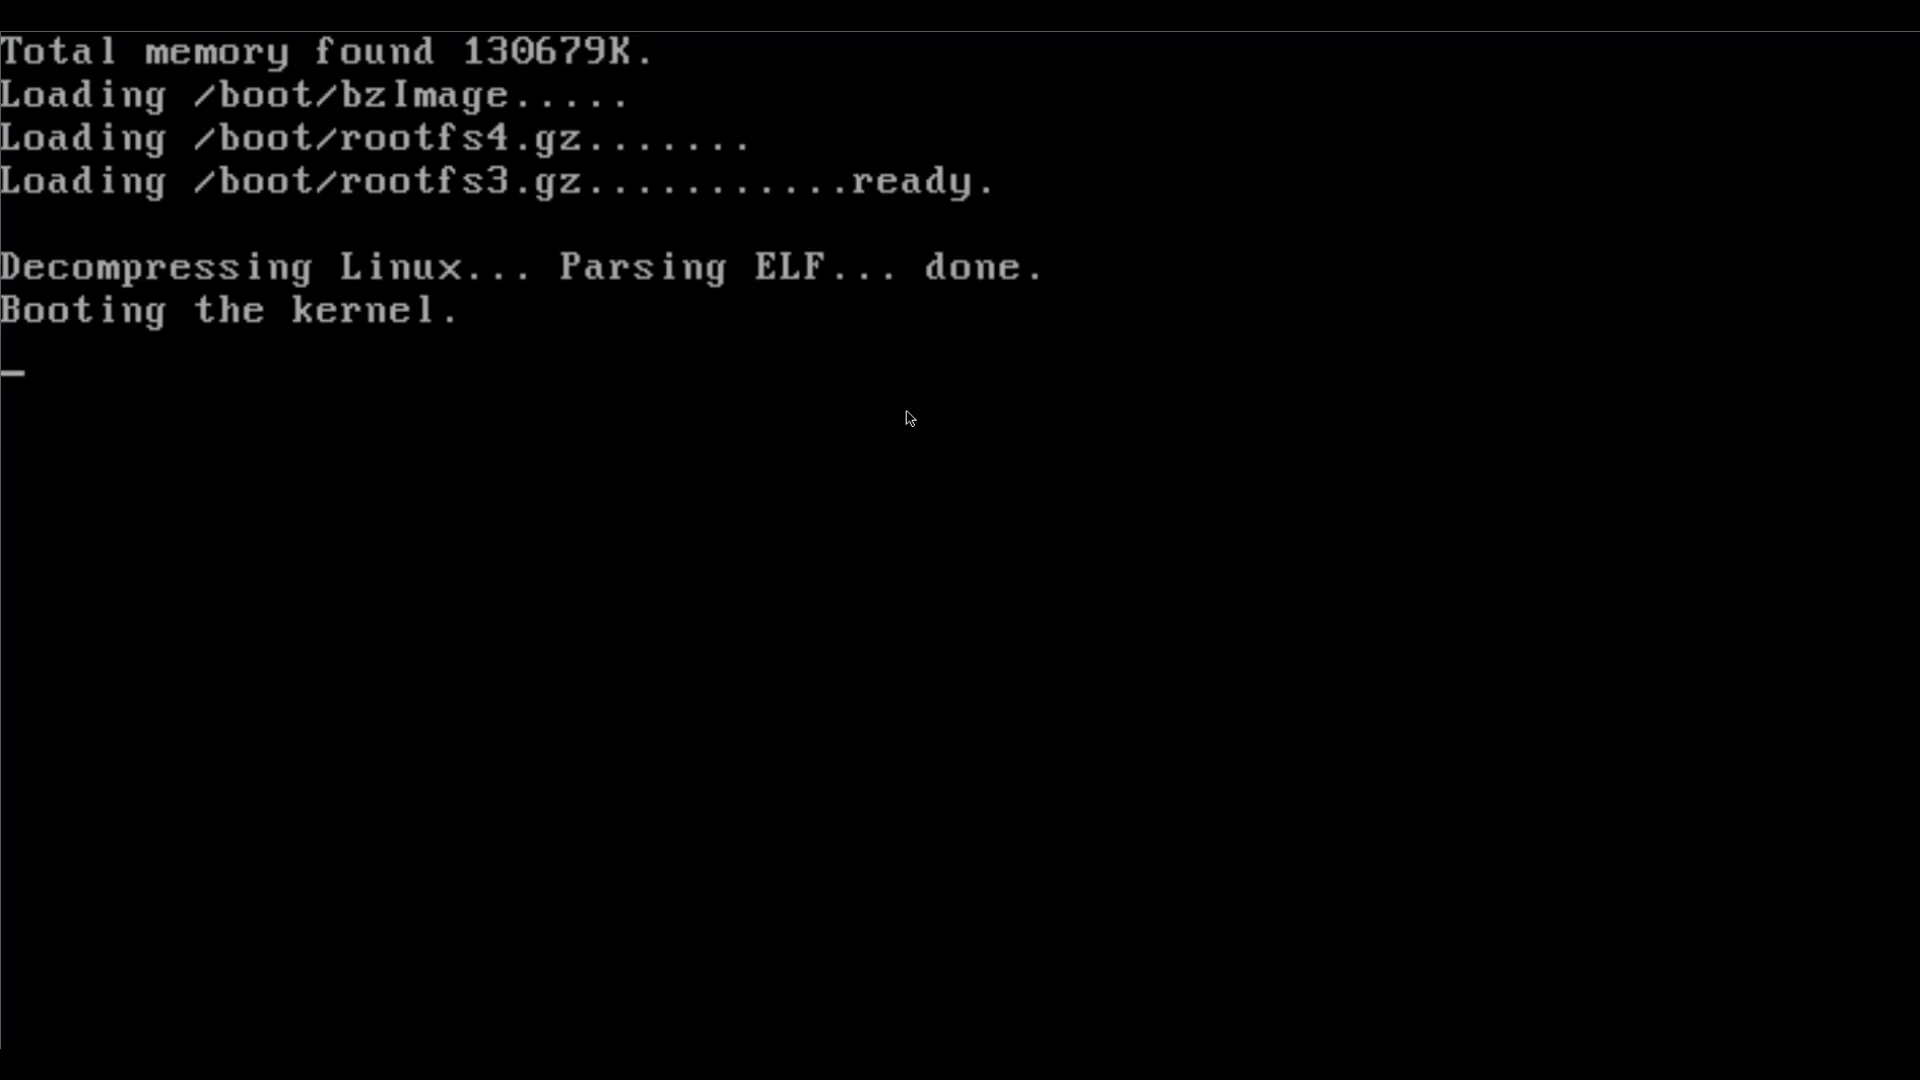 Total memory found 130679K.
Loading /boot/bzImage.....
Loading /boot/rootfs4.gz.......
Loading /boot/rootfs3.gz...........ready.
Decompressing Linux... Parsing ELF... done.
Booting the kernel.